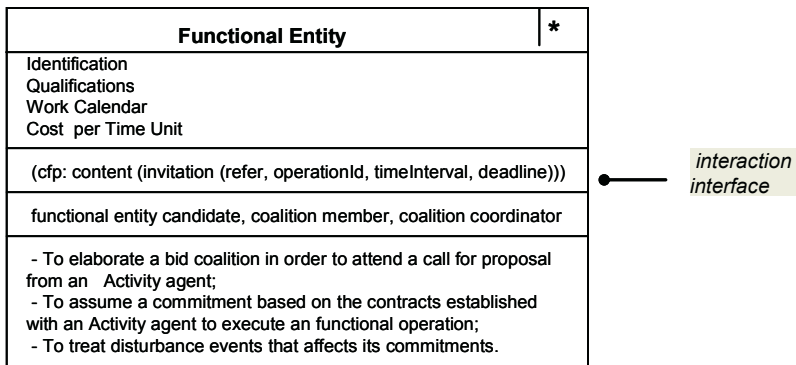 Functional Entity *
Identification
Qualifications
Work Calendar
Cost per Time Unit
(cfp: content (invitation (refer, operationId, timeInterval, deadline)))
interaction
interface
functional entity candidate, coalition member, coalition coordinator
- To elaborate a bid coalition in order to attend a call for proposal
from an Activity agent;
- To assume a commitment based on the contracts established
with an Activity agent to execute an functional operation;
- To treat disturbance events that affects its commitments.